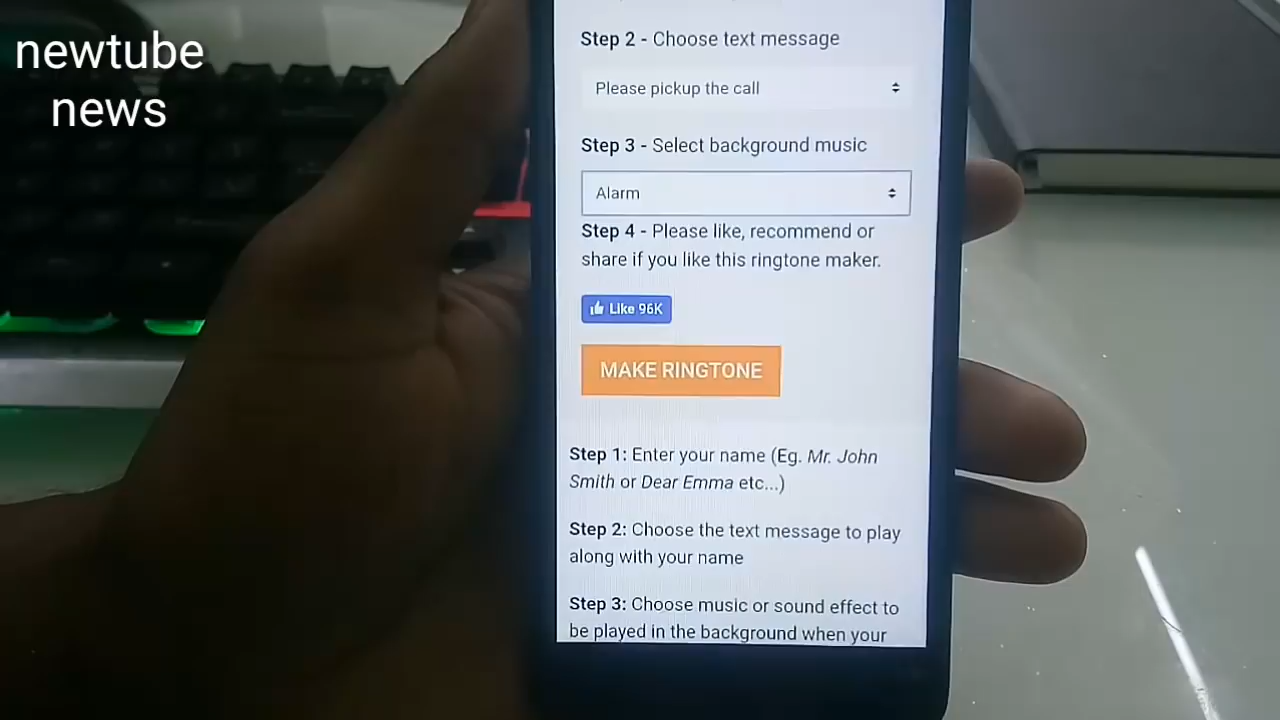 newtube
news
Step 2 - Choose text message
Please pickup the call
Step 3 - Select background music
Alarm
Step 4 - Please like, recommend or
share if you like this ringtone maker.
Like 96K
MAKE RINGTONE
Step 1: Enter your name (Eg. Mr. John
Smith or Dear Emma etc...)
Step 2: Choose the text message to play
along with your name
Step 3: Choose music or sound effect to
be played in the background when your